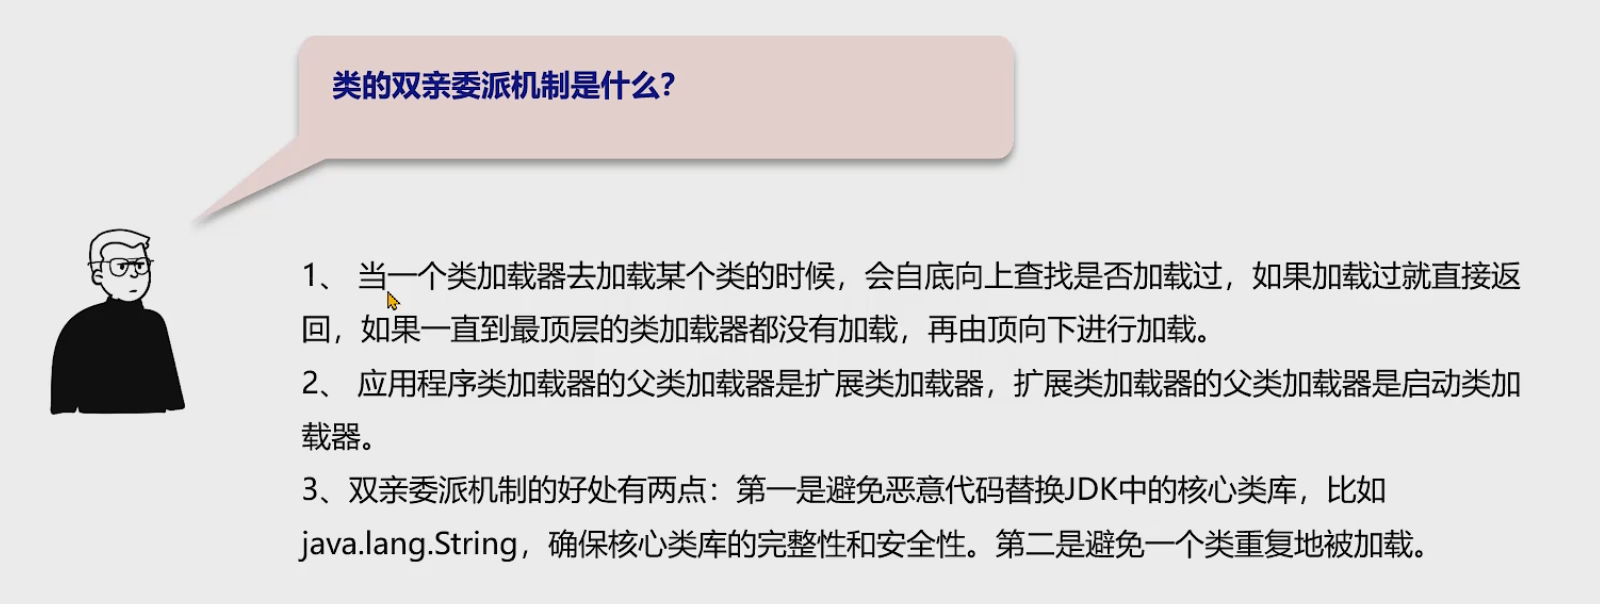 类的双亲委派机制是什么？
1、 当一个类加载器去加载某个类的时候，会自底向上查找是否加载过，如果加载过就直接返
回，如果一直到最顶层的类加载器都没有加载，再由顶向下进行加载。
2、 应用程序类加载器的父类加载器是扩展类加载器，扩展类加载器的父类加载器是启动类加
载器。
3、双亲委派机制的好处有两点：第一是避免恶意代码替换JDK中的核心类库，比如
java.lang.String，确保核心类库的完整性和安全性。第二是避免一个类重复地被加载。